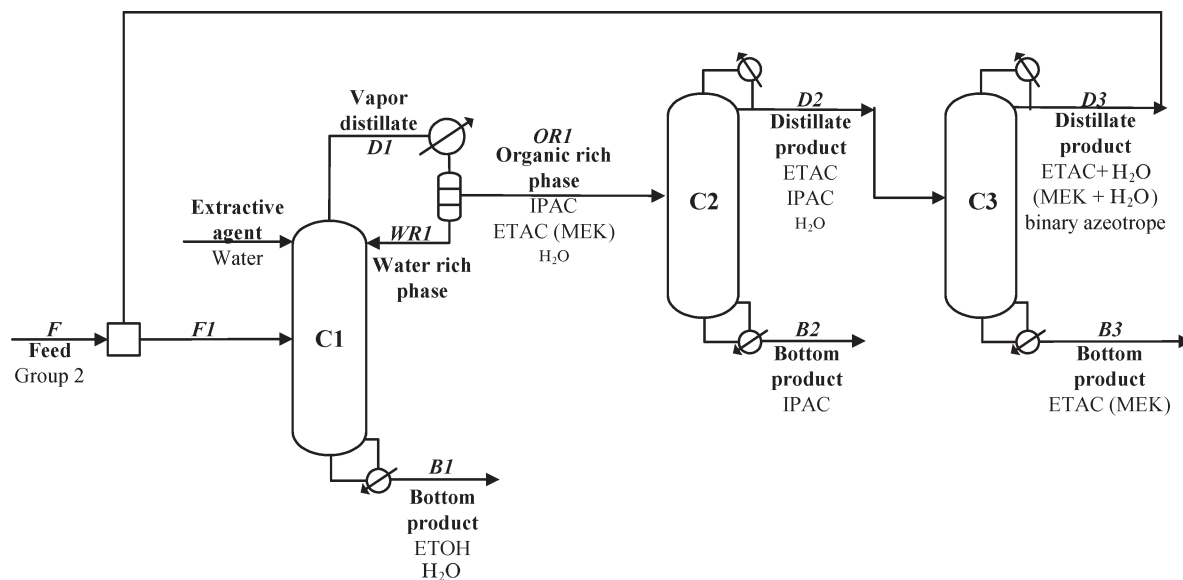 Vapor
distillate
D1
OR1
Organic rich
phase
IPAC
ETAC (MEK)
H₂O
Extractive
agent
Water
WR1
Water rich
phase
F
Feed
Group 2
F1
C1
B1
Bottom
product
ETOH
H₂O
C2
D2
Distillate
product
ETAC
IPAC
H₂O
B2
Bottom
product
IPAC
C3
D3
Distillate
product
ETAC+ H₂O
(MEK + H₂O)
binary azeotrope
B3
Bottom
product
ETAC (MEK)